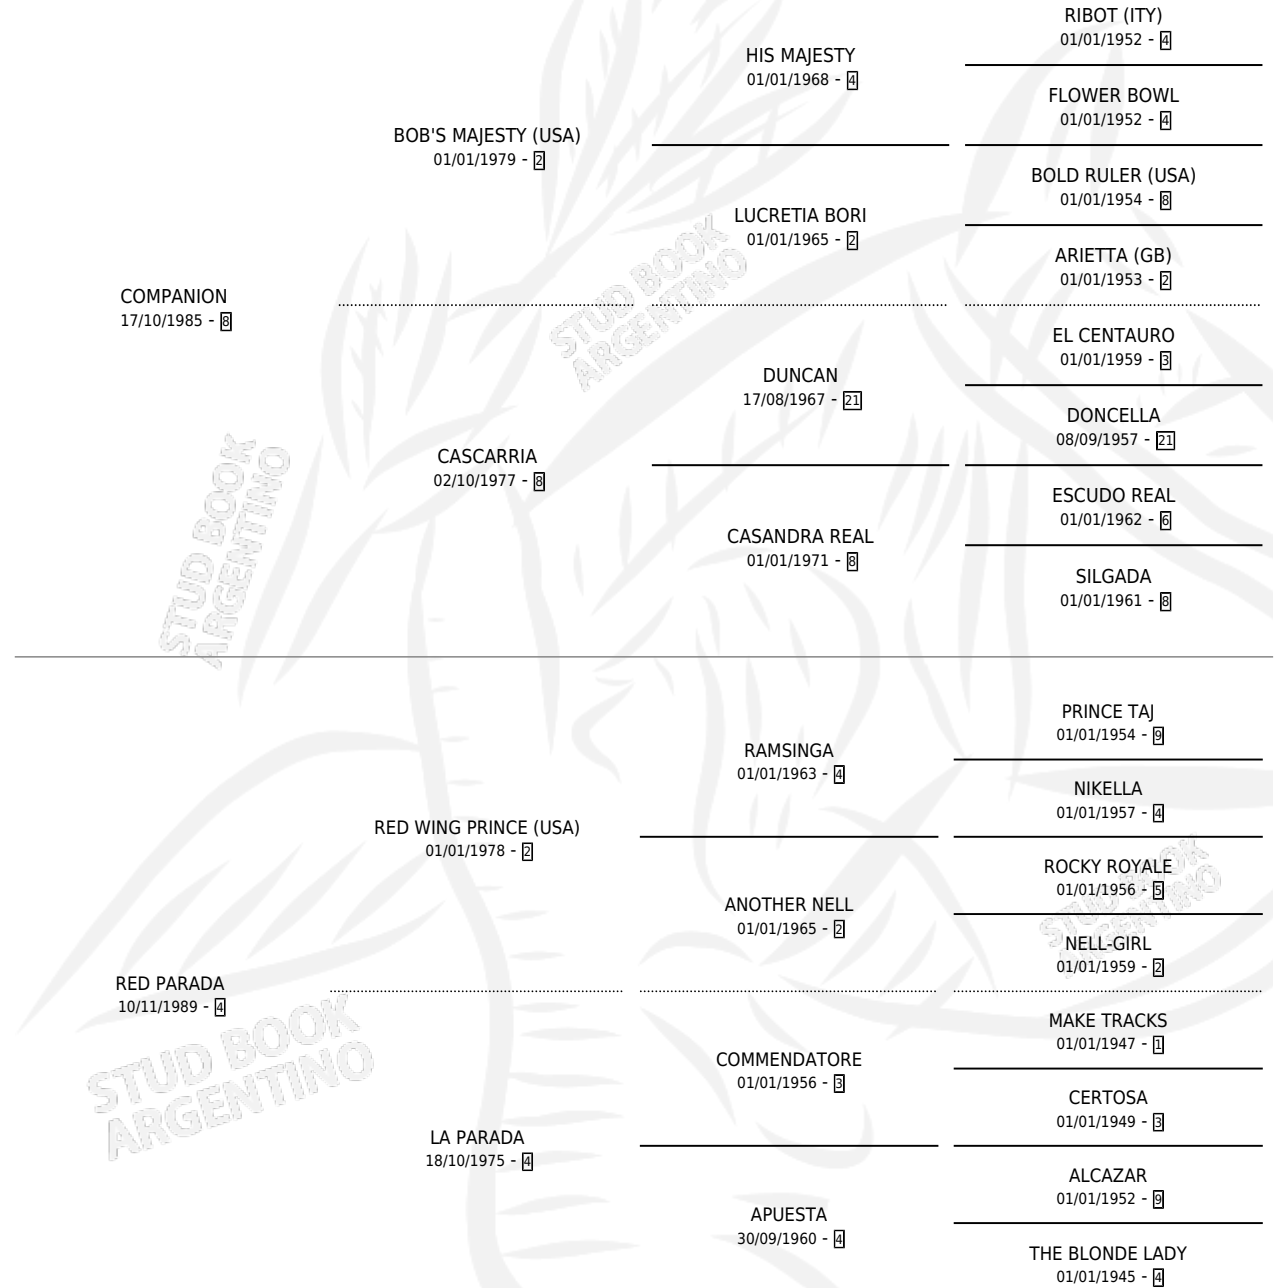 RIBOT (ITY)
01/01/1952 - 4
HIS MAJESTY
01/01/1968 - 4
FLOWER BOWL
01/01/1952 - 4
BOB'S MAJESTY (USA)
01/01/1979 - 2
BOLD RULER (USA)
01/01/1954 - 8
LUCRETIA BORI
01/01/1965 - 2
ARIETTA (GB)
01/01/1953 - 2
COMPANION
17/10/1985 - 8
EL CENTAURO
01/01/1959 - 3
DUNCAN
17/08/1967 - 21
DONCELLA
08/09/1957 - 21
CASCARRIA
02/10/1977 - 8
ESCUDO REAL
01/01/1962 - 6
CASANDRA REAL
01/01/1971 - 8
SILGADA
01/01/1961 - 8
PRINCE TAJ
01/01/1954 - 9
RAMSINGA
01/01/1963 - 4
NIKELLA
01/01/1957 - 4
RED WING PRINCE (USA)
01/01/1978 - 2
ROCKY ROYALE
01/01/1956 - 5
ANOTHER NELL
01/01/1965 - 2
NELL-GIRL
01/01/1959 - 2
RED PARADA
10/11/1989 - 4
MAKE TRACKS
01/01/1947 - 1
COMMENDATORE
01/01/1956 - 3
CERTOSA
01/01/1949 - 3
LA PARADA
18/10/1975 - 4
ALCAZAR
01/01/1952 - 9
APUESTA
30/09/1960 - 4
THE BLONDE LADY
01/01/1945 - 4
STUD BOOK
ARGENTINO
STUD BOOK
ARGENTINO
STUD BOOK
ARGENTINO
STUD BOOK
ARGENTINO